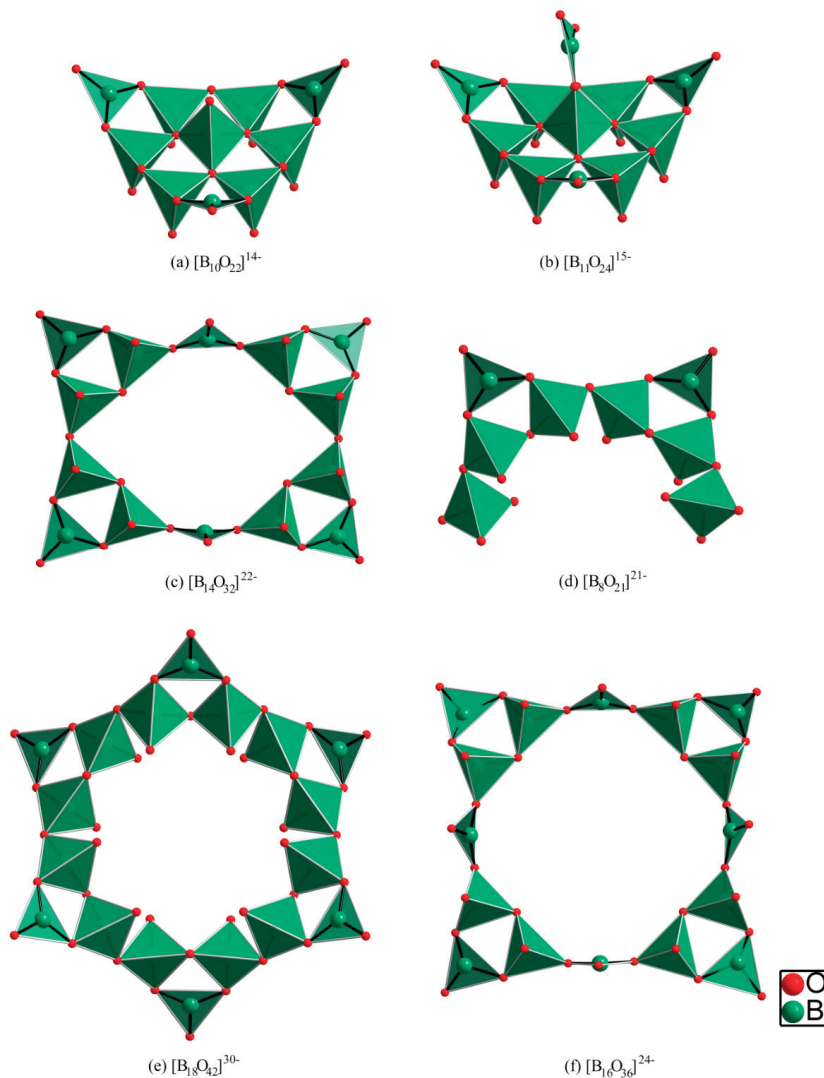 (a) [B₁₀O₂₂]¹⁴⁻
(b) [B₁₁O₂₄]¹⁵⁻
(c) [B₁₄O₃₂]²²⁻
(d) [B₈O₂₁]²¹⁻
(e) [B₁₈O₄₂]³⁰⁻
(f) [B₁₆O₃₆]²⁴⁻
O
B